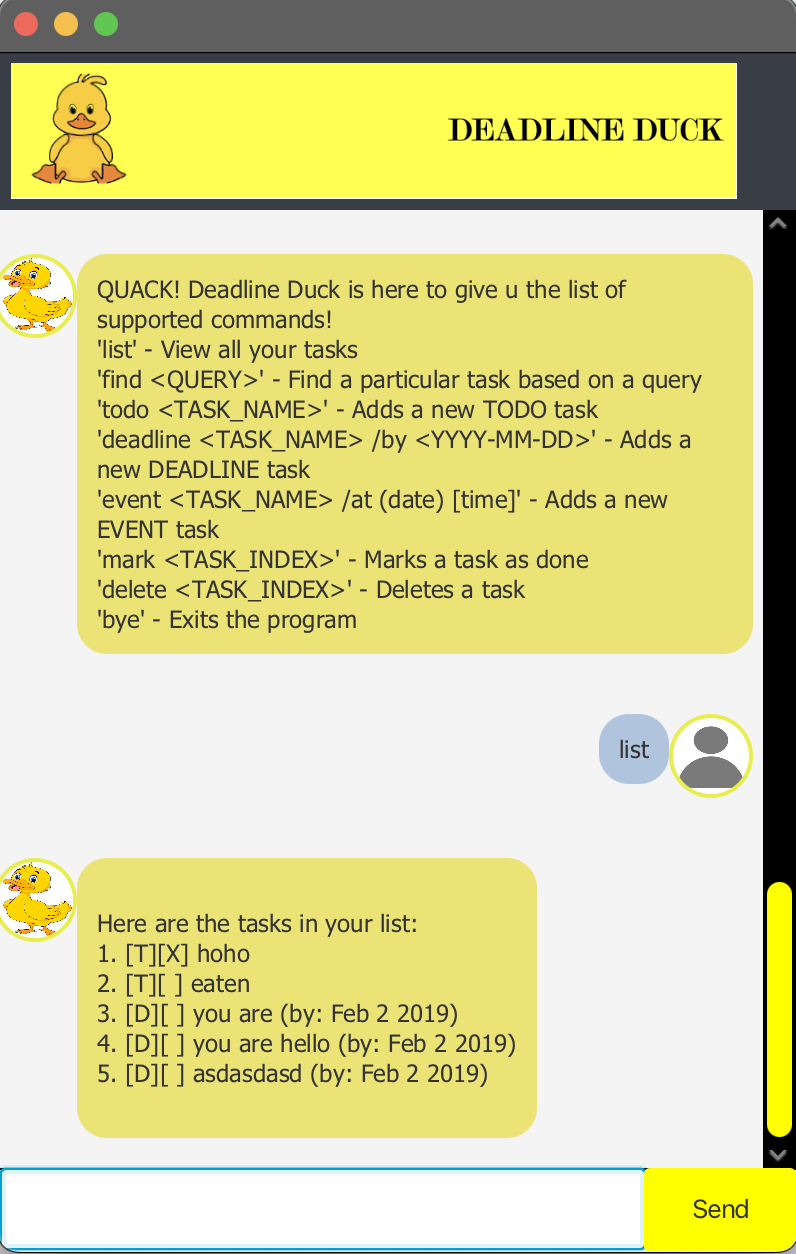 DEADLINE DUCK
QUACK! Deadline Duck is here to give u the list of
supported commands!
'list' - View all your tasks
'find <QUERY>' - Find a particular task based on a query
'todo <TASK_NAME>' - Adds a new TODO task
'deadline <TASK_NAME> /by <YYYY-MM-DD>' - Adds a
new DEADLINE task
'event <TASK_NAME> /at (date) [time]' - Adds a new
EVENT task
'mark <TASK_INDEX>' - Marks a task as done
'delete <TASK_INDEX>' - Deletes a task
'bye' - Exits the program
list
Here are the tasks in your list:
1. [T][X] hoho
2. [T][ ] eaten
3. [D][ ] you are (by: Feb 2 2019)
4. [D][ ] you are hello (by: Feb 2 2019)
5. [D][ ] asdasdasd (by: Feb 2 2019)
Send